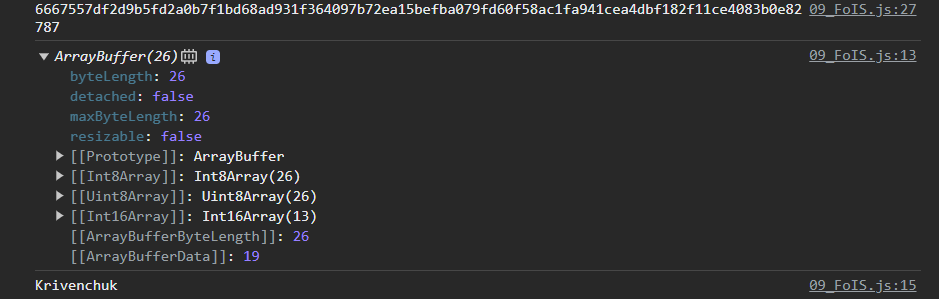 6667557df2d9b5fd2a0b7f1bd68ad931f364097b72ea15befba079fd60f58ac1fa941cea4dbf182f11ce4083b0e82 09_FoIS.js:27
787
▼ ArrayBuffer(26) i 09_FoIS.js:13
byteLength: 26
detached: false
maxByteLength: 26
resizable: false
▶ [[Prototype]]: ArrayBuffer
▶ [[Int8Array]]: Int8Array(26)
▶ [[Uint8Array]]: Uint8Array(26)
▶ [[Int16Array]]: Int16Array(13)
[[ArrayBufferByteLength]]: 26
[[ArrayBufferData]]: 19
Krivenchuk 09_FoIS.js:15